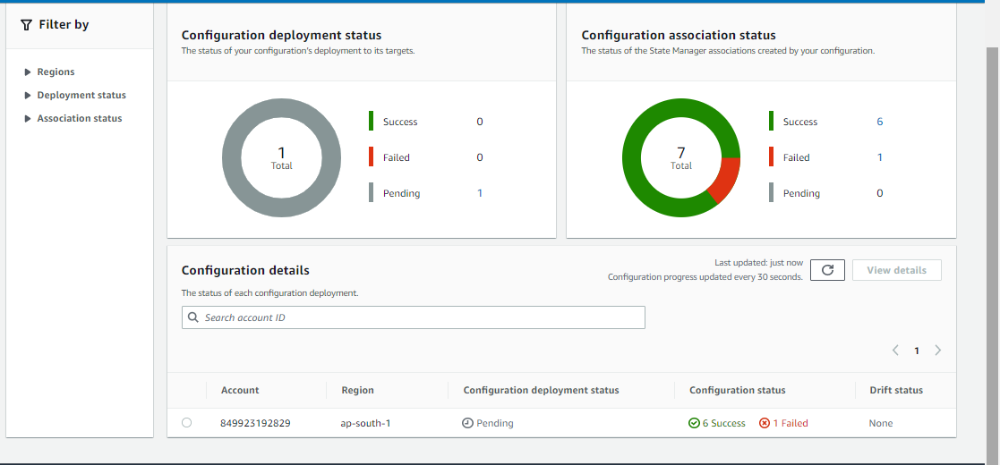 Filter by
Regions
Deployment status
Association status
Configuration deployment status
The status of your configuration's deployment to its targets.
1
Total
Success 0
Failed 0
Pending 1
Configuration association status
The status of the State Manager associations created by your configuration.
7
Total
Success 6
Failed 1
Pending 0
Configuration details
The status of each configuration deployment.
Last updated: just now
Configuration progress updated every 30 seconds.
View details
Search account ID
1
Account Region Configuration deployment status Configuration status Drift status
849923192829 ap-south-1 Pending 6 Success 1 Failed None